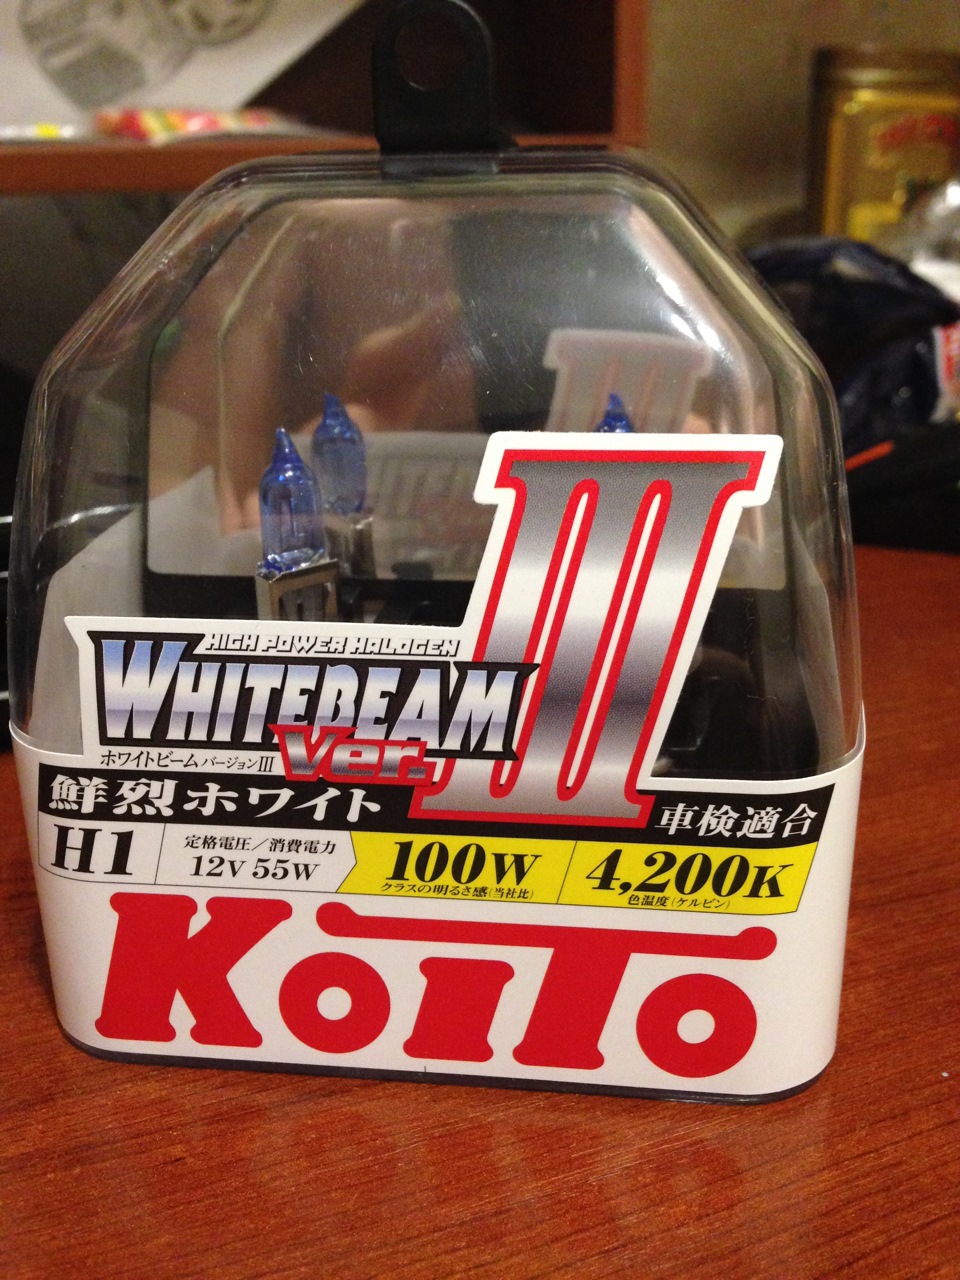 HIGH POWER HALOGEN
WHITEBEAM
Ver. III
ホワイトビーム バージョンIII
鮮烈ホワイト
車検適合
H1
定格電圧/消費電力
12V 55W
100W
クラスの明るさ感(当社比)
4,200K
色温度(ケルビン)
KOITO